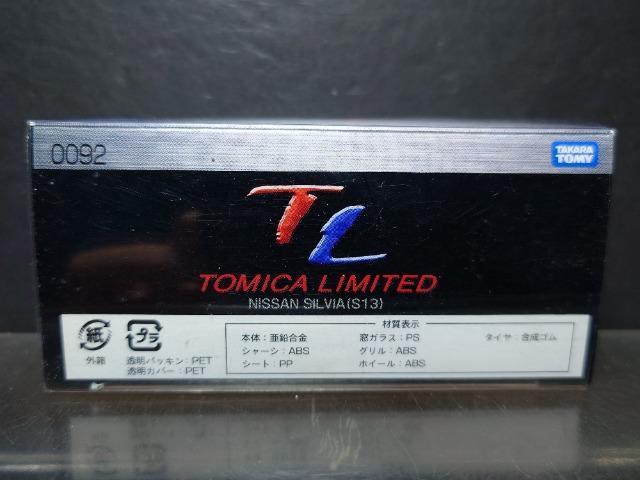 0092
TAKARA
TOMY
TL
TOMICA LIMITED
NISSAN SILVIA(S13)
紙
外箱
プラ
透明パッキン:PET
透明カバー:PET
材質表示
本体:亜鉛合金 窓ガラス:PS タイヤ:合成ゴム
シャーシ:ABS グリル:ABS
シート:PP ホイール:ABS